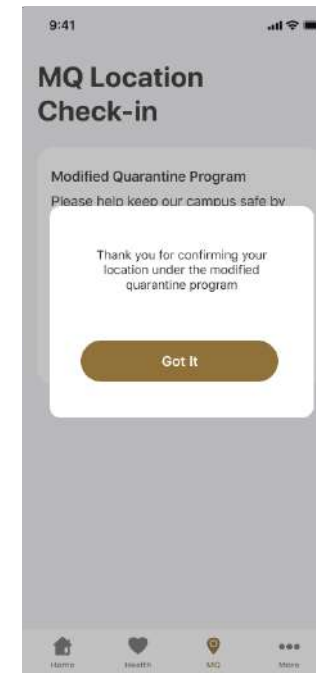 9:41
MQ Location
Check-in
Modified Quarantine Program
Please help keep our campus safe by
Thank you for confirming your
location under the modified
quarantine program
Got It
Home Health MQ More